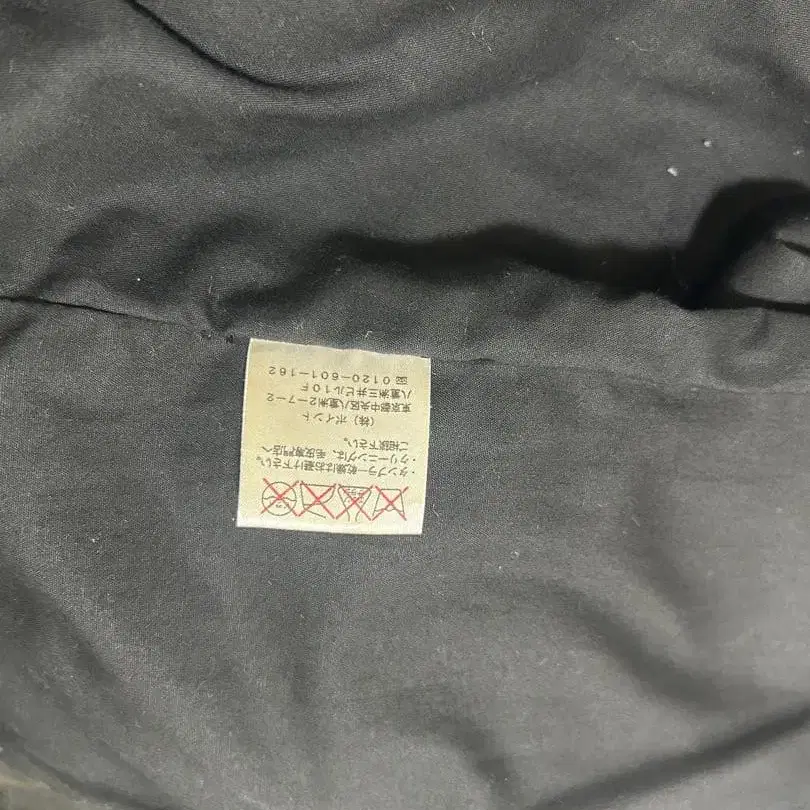 ・タンブラー乾燥はお避け下さい。
・クリーニングは、毛皮専門店へ
ご相談下さい。
(株)ポイント
東京都中央区八重洲2-7-2
八重洲三井ビル10F
0120-601-162